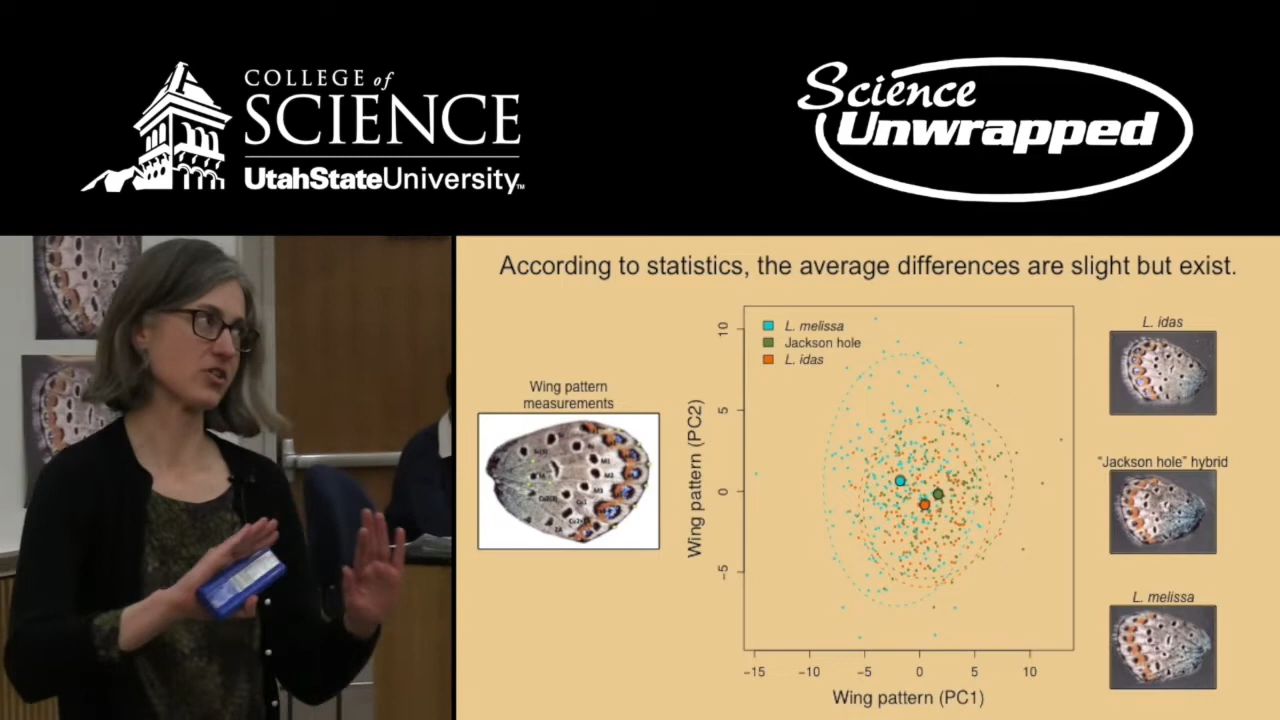 COLLEGE of
SCIENCE
UtahStateUniversity™
Science
Unwrapped
According to statistics, the average differences are slight but exist.
Wing pattern
measurements
L. melissa
Jackson hole
L. idas
10
5
0
−5
Wing pattern (PC2)
−15
−10
−5
0
5
10
Wing pattern (PC1)
L. idas
"Jackson hole" hybrid
L. melissa